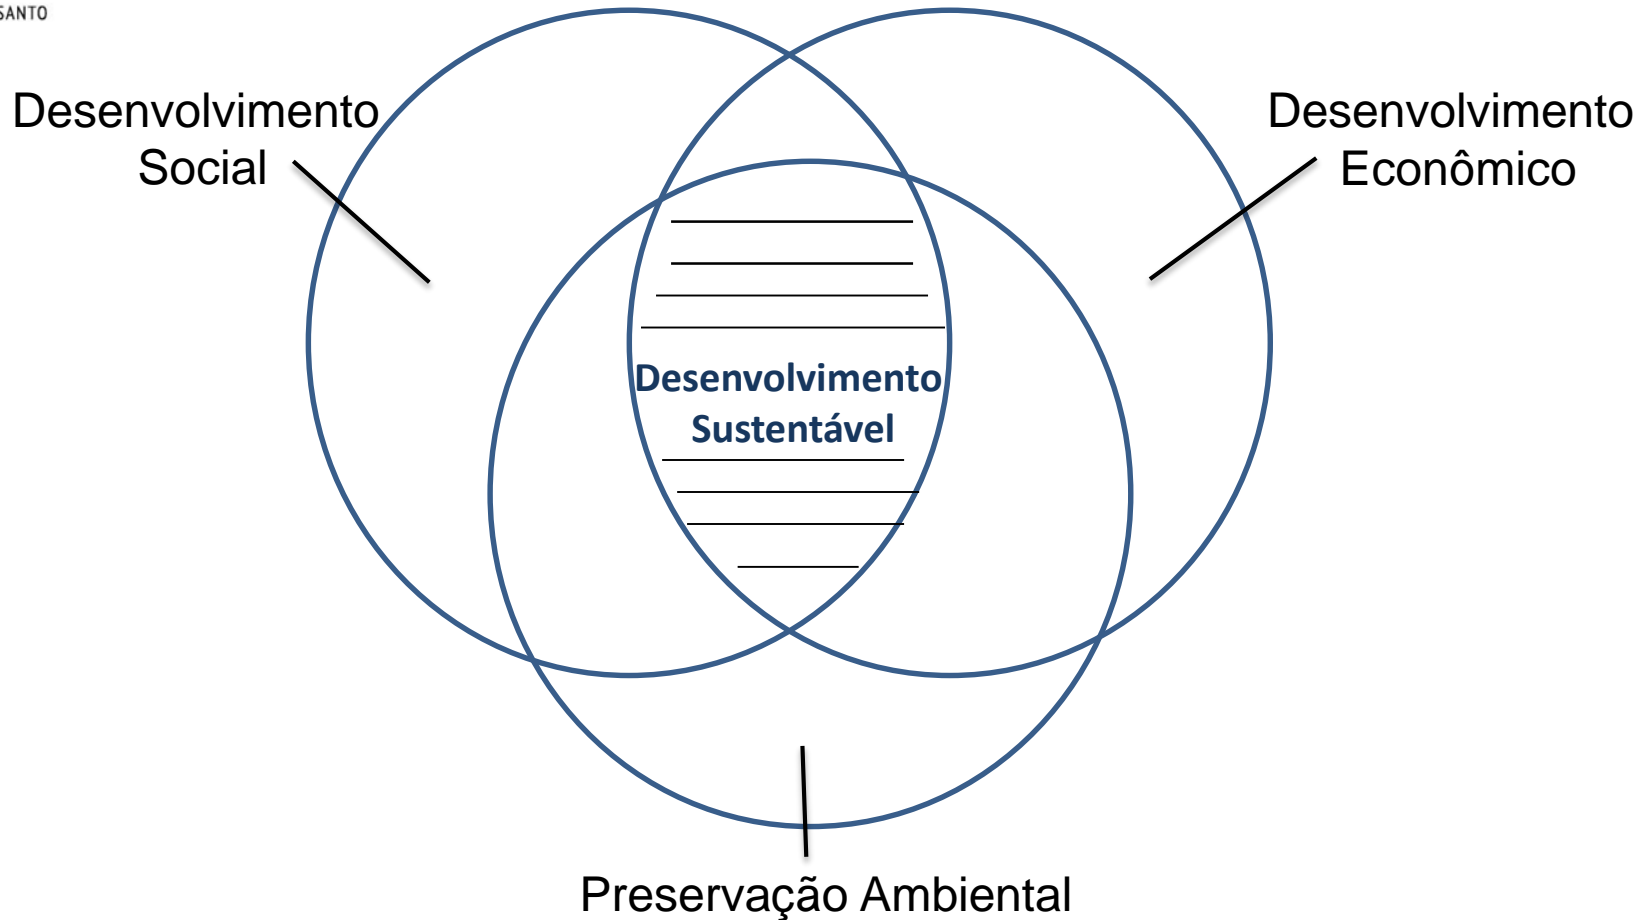 SANTO
Desenvolvimento
Social
Desenvolvimento
Econômico
Desenvolvimento
Sustentável
Preservação Ambiental